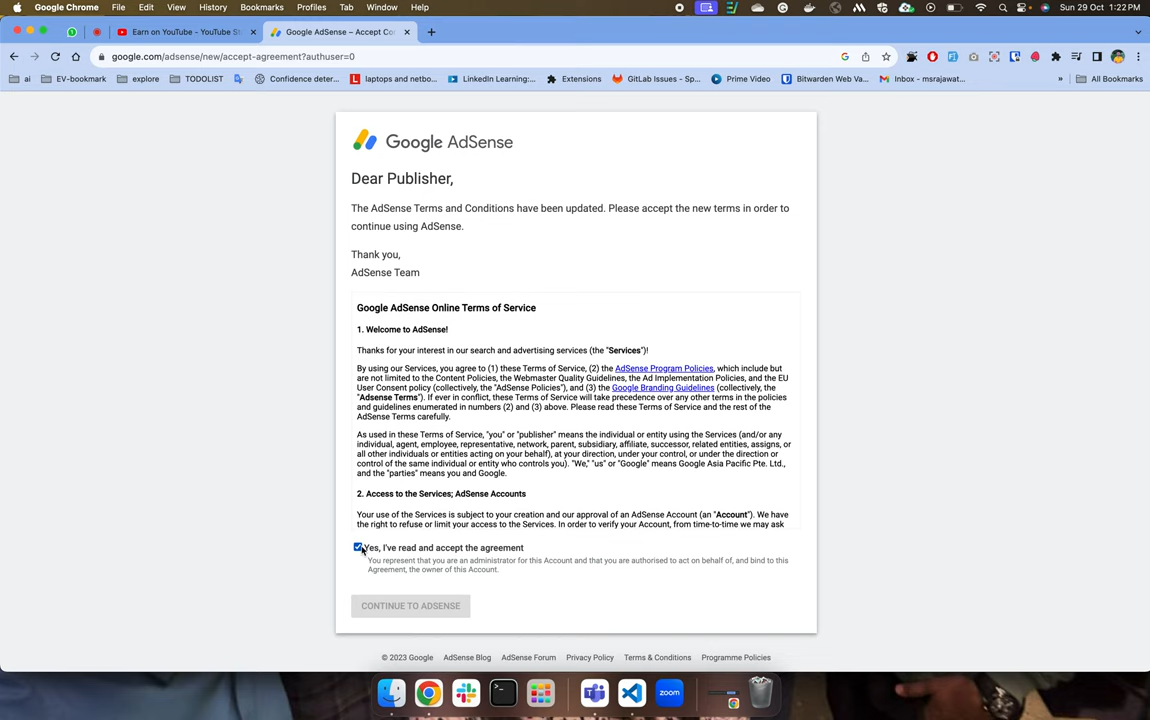 Google Chrome File Edit View History Bookmarks Profiles Tab Window Help Sun 29 Oct 1:22 PM
Earn on YouTube - YouTube St Google AdSense – Accept Co
google.com/adsense/new/accept-agreement?authuser=0
ai EV-bookmark explore TODOLIST Confidence deter... laptops and netbo... LinkedIn Learning:... Extensions GitLab Issues - Sp... Prime Video Bitwarden Web Va... Inbox - msrajawat... » All Bookmarks
Google AdSense
Dear Publisher,
The AdSense Terms and Conditions have been updated. Please accept the new terms in order to
continue using AdSense.
Thank you,
AdSense Team
Google AdSense Online Terms of Service
1. Welcome to AdSense!
Thanks for your interest in our search and advertising services (the "Services")!
By using our Services, you agree to (1) these Terms of Service, (2) the AdSense Program Policies, which include but
are not limited to the Content Policies, the Webmaster Quality Guidelines, the Ad Implementation Policies, and the EU
User Consent policy (collectively, the "AdSense Policies"), and (3) the Google Branding Guidelines (collectively, the
"Adsense Terms"). If ever in conflict, these Terms of Service will take precedence over any other terms in the policies
and guidelines enumerated in numbers (2) and (3) above. Please read these Terms of Service and the rest of the
AdSense Terms carefully.
As used in these Terms of Service, "you" or "publisher" means the individual or entity using the Services (and/or any
individual, agent, employee, representative, network, parent, subsidiary, affiliate, successor, related entities, assigns, or
all other individuals or entities acting on your behalf), at your direction, under your control, or under the direction or
control of the same individual or entity who controls you). "We," "us" or "Google" means Google Asia Pacific Pte. Ltd.,
and the "parties" means you and Google.
2. Access to the Services; AdSense Accounts
Your use of the Services is subject to your creation and our approval of an AdSense Account (an "Account"). We have
the right to refuse or limit your access to the Services. In order to verify your Account, from time-to-time we may ask
Yes, I've read and accept the agreement
You represent that you are an administrator for this Account and that you are authorised to act on behalf of, and bind to this
Agreement, the owner of this Account.
CONTINUE TO ADSENSE
© 2023 Google AdSense Blog AdSense Forum Privacy Policy Terms & Conditions Programme Policies
zoom